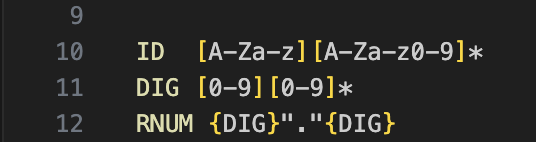 9
10 ID [A-Za-z][A-Za-z0-9]*
11 DIG [0-9][0-9]*
12 RNUM {DIG}"."{DIG}